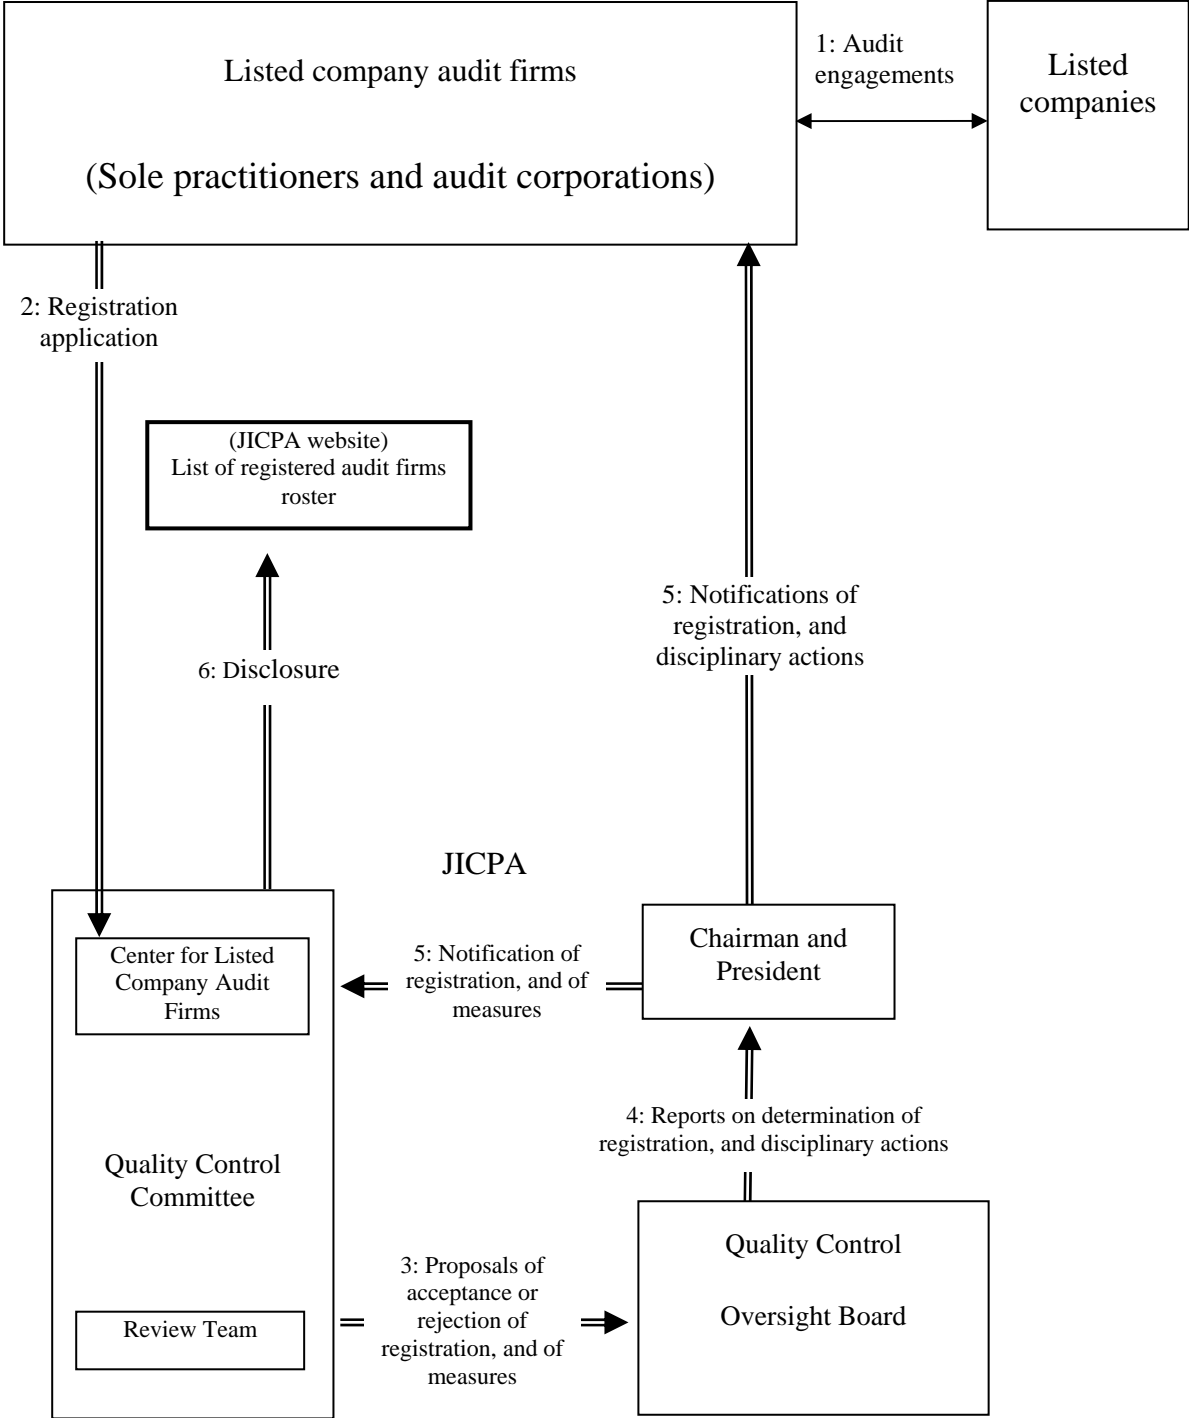 Listed company audit firms
(Sole practitioners and audit corporations)
1: Audit
engagements
Listed
companies
2: Registration
application
(JICPA website)
List of registered audit firms
roster
6: Disclosure
5: Notifications of
registration, and
disciplinary actions
JICPA
Center for Listed
Company Audit
Firms
5: Notification of
registration, and of
measures
Chairman and
President
4: Reports on determination of
registration, and disciplinary actions
Quality Control
Committee
Review Team
3: Proposals of
acceptance or
rejection of
registration, and of
measures
Quality Control
Oversight Board